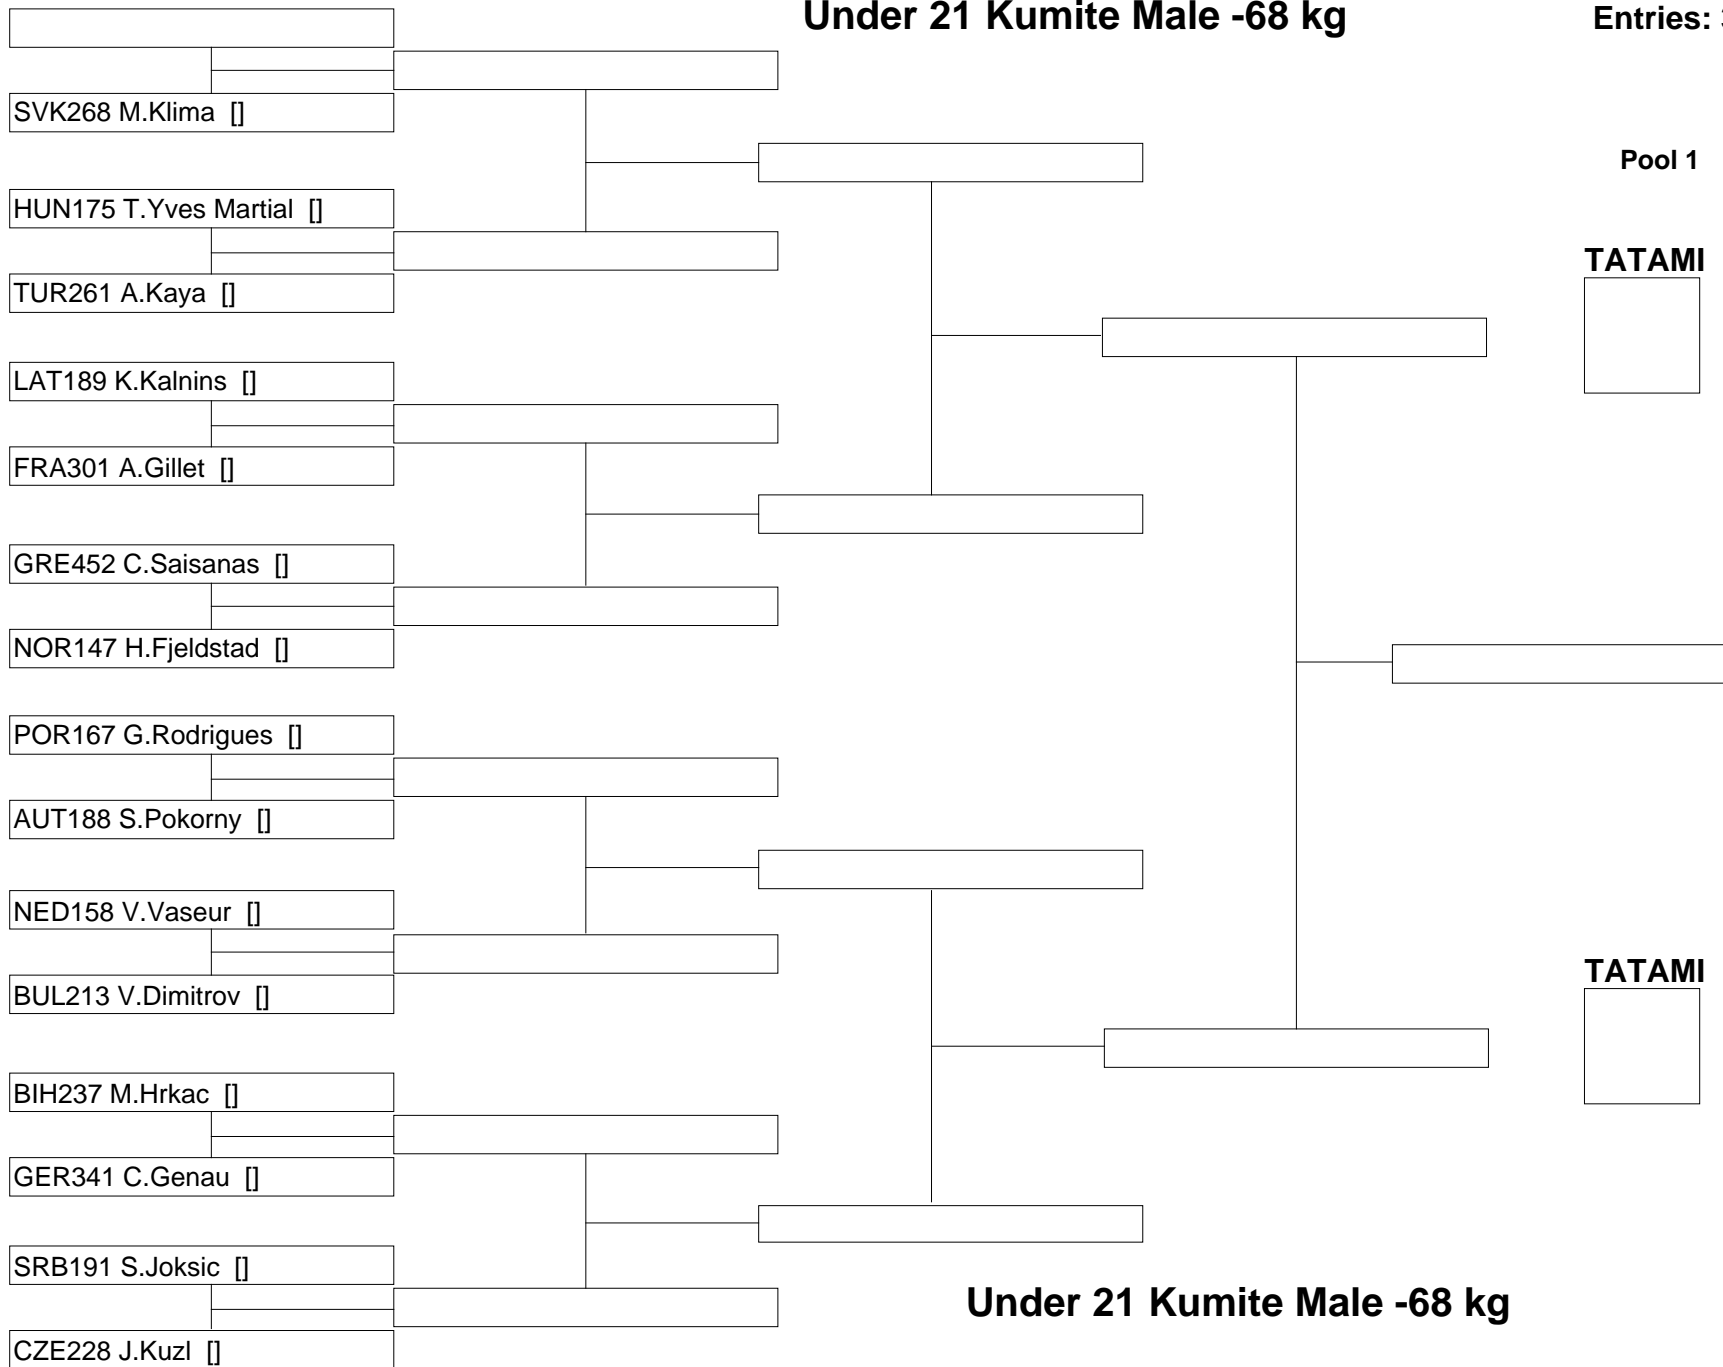 Under 21 Kumite Male -68 kg
Entries:
SVK268 M.Klima []
Pool 1
HUN175 T.Yves Martial []
TATAMI
TUR261 A.Kaya []
LAT189 K.Kalnins []
FRA301 A.Gillet []
GRE452 C.Saisanas []
NOR147 H.Fjeldstad []
POR167 G.Rodrigues []
AUT188 S.Pokorny []
NED158 V.Vaseur []
TATAMI
BUL213 V.Dimitrov []
BIH237 M.Hrkac []
GER341 C.Genau []
SRB191 S.Joksic []
Under 21 Kumite Male -68 kg
CZE228 J.Kuzl []